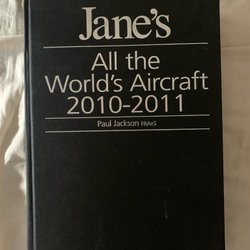 Jane's
All the
World's Aircraft
2010-2011
Paul Jackson FRAeS